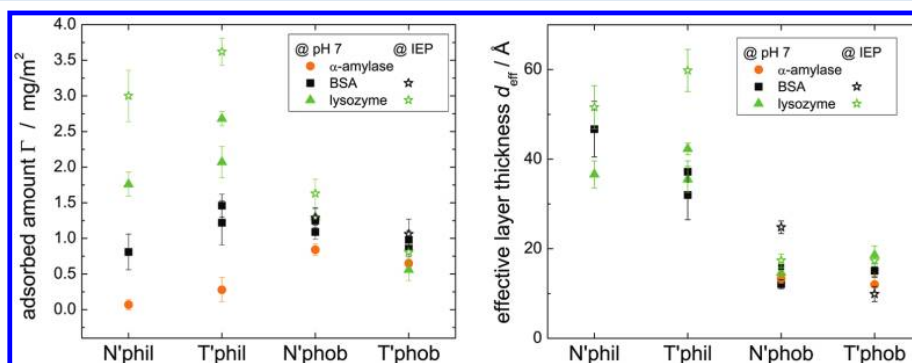 4.0
3.5
3.0
2.5
2.0
1.5
1.0
0.5
0.0
adsorbed amount Γ / mg/m²
@ pH 7 @ IEP
α-amylase
BSA
lysozyme
N'phil T'phil N'phob T'phob
60
40
20
0
effective layer thickness d_eff / Å
@ pH 7 @ IEP
α-amylase
BSA
lysozyme
N'phil T'phil N'phob T'phob